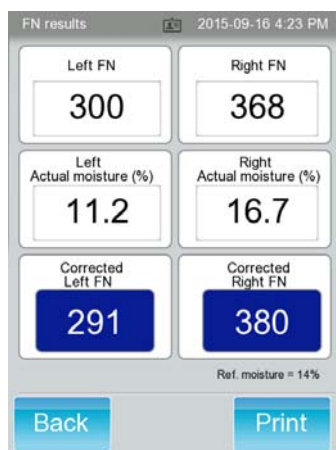 FN results 2015-09-16 4:23 PM
Left FN
Right FN
300
368
Left
Actual moisture (%)
Right
Actual moisture (%)
11.2
16.7
Corrected
Left FN
Corrected
Right FN
291
380
Ref. moisture = 14%
Back
Print